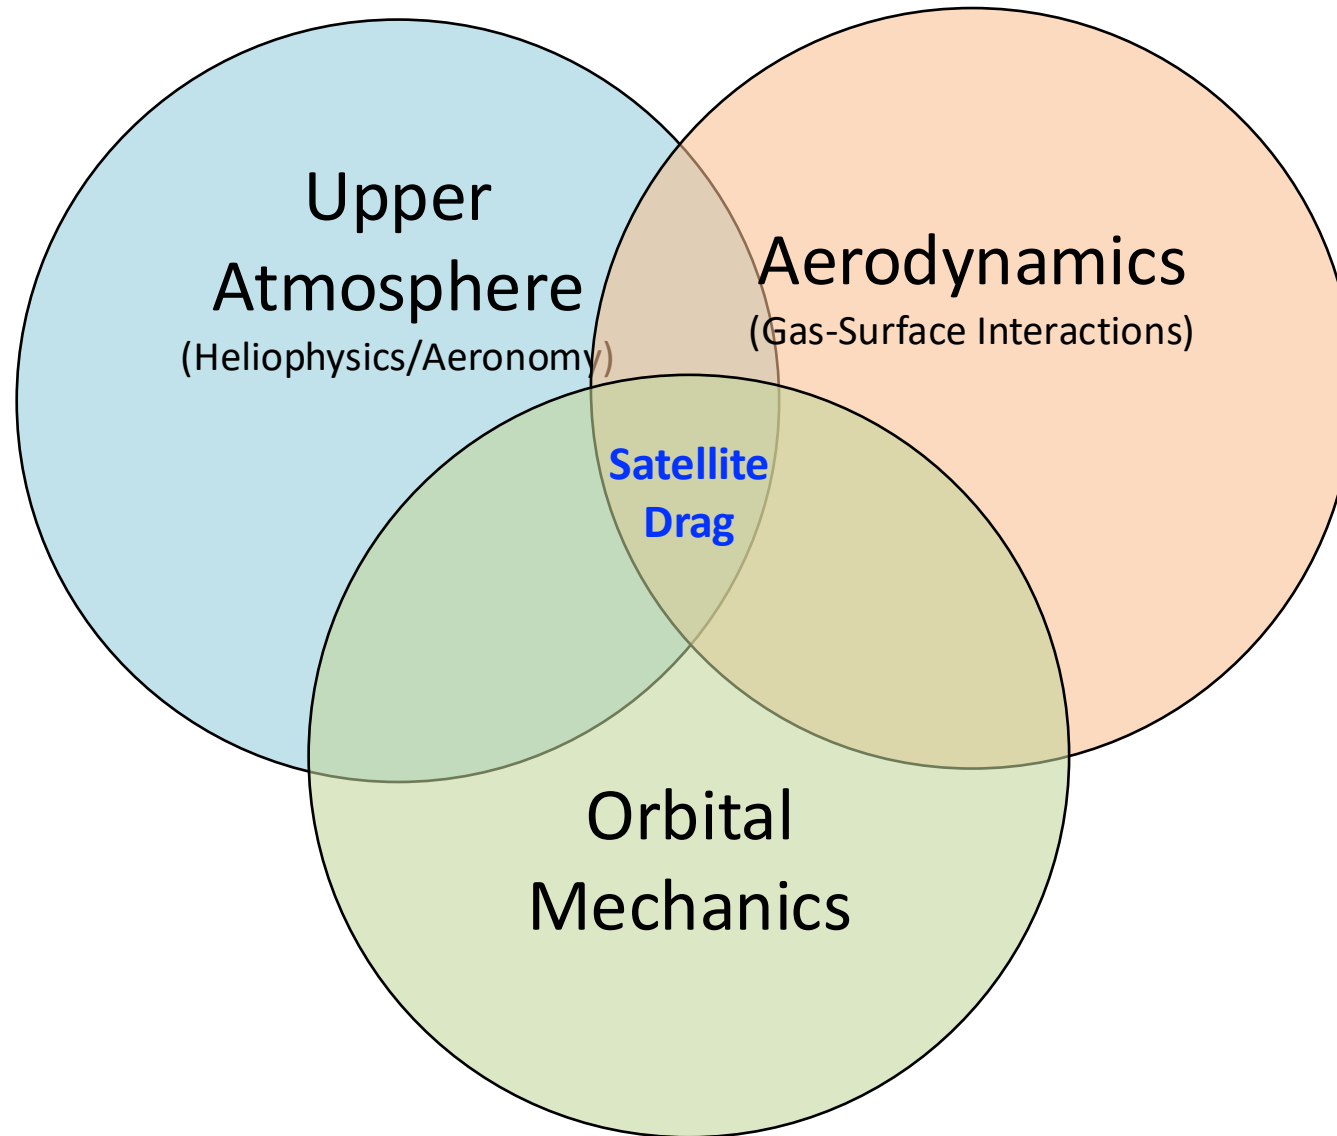 Upper
Atmosphere
(Heliophysics/Aeronomy)
Aerodynamics
(Gas-Surface Interactions)
Satellite
Drag
Orbital
Mechanics